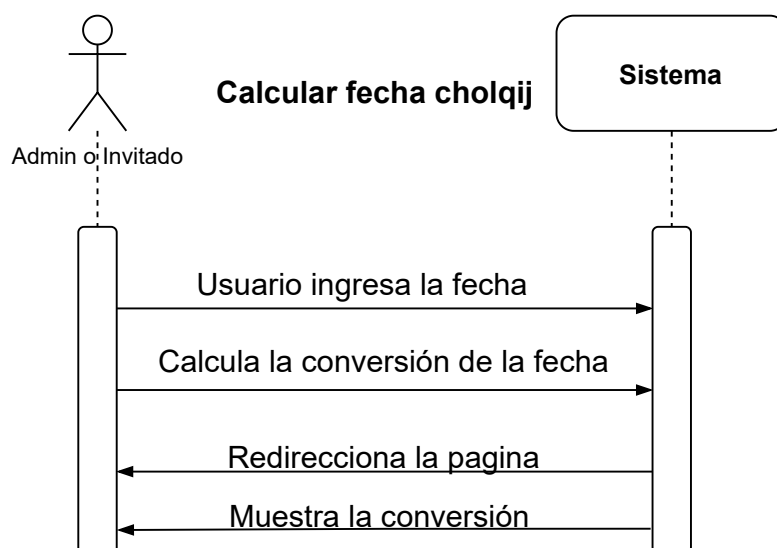 Sistema
Calcular fecha cholqij
Admin o Invitado
Usuario ingresa la fecha
Calcula la conversión de la fecha
Redirecciona la pagina
Muestra la conversión